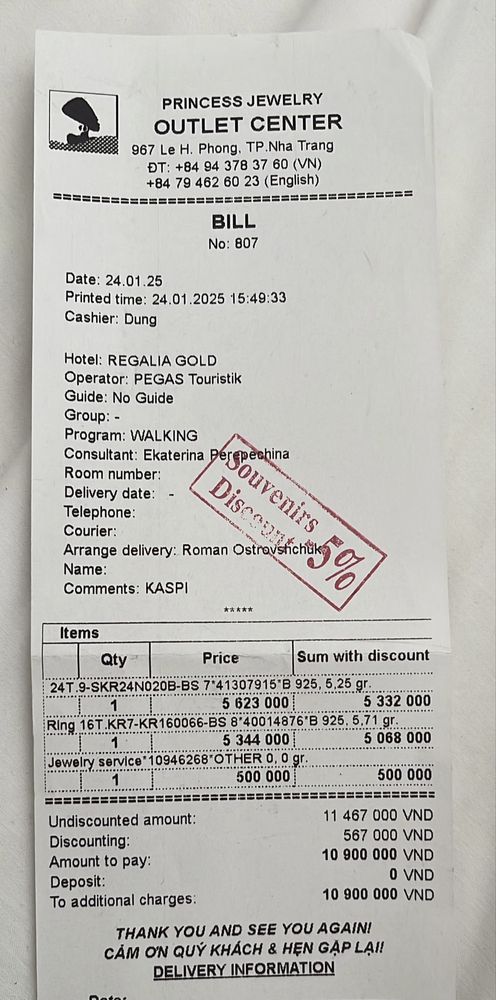 PRINCESS JEWELRY
OUTLET CENTER
967 Le H. Phong, TP.Nha Trang
ĐT: +84 94 378 37 60 (VN)
+84 79 462 60 23 (English)
BILL
No: 807
Date: 24.01.25
Printed time: 24.01.2025 15:49:33
Cashier: Dung
Hotel: REGALIA GOLD
Operator: PEGAS Touristik
Guide: No Guide
Group: -
Program: WALKING
Consultant: Ekaterina Perepechina
Room number:
Delivery date: -
Telephone:
Courier:
Arrange delivery: Roman Ostrovshchuk
Name:
Comments: KASPI
Souvenirs
Discount -5%
*****
Items
Qty Price Sum with discount
24T.9-SKR24N020B-BS 7*41307915*B 925, 5,25 gr.
1 5 623 000 5 332 000
Ring 16T.KR7-KR160066-BS 8*40014876*B 925, 5,71 gr.
1 5 344 000 5 068 000
Jewelry service*10946268*OTHER 0, 0 gr.
1 500 000 500 000
Undiscounted amount: 11 467 000 VND
Discounting: 567 000 VND
Amount to pay: 10 900 000 VND
Deposit: 0 VND
To additional charges: 10 900 000 VND
THANK YOU AND SEE YOU AGAIN!
CẢM ƠN QUÝ KHÁCH & HẸN GẶP LẠI!
DELIVERY INFORMATION
Date: